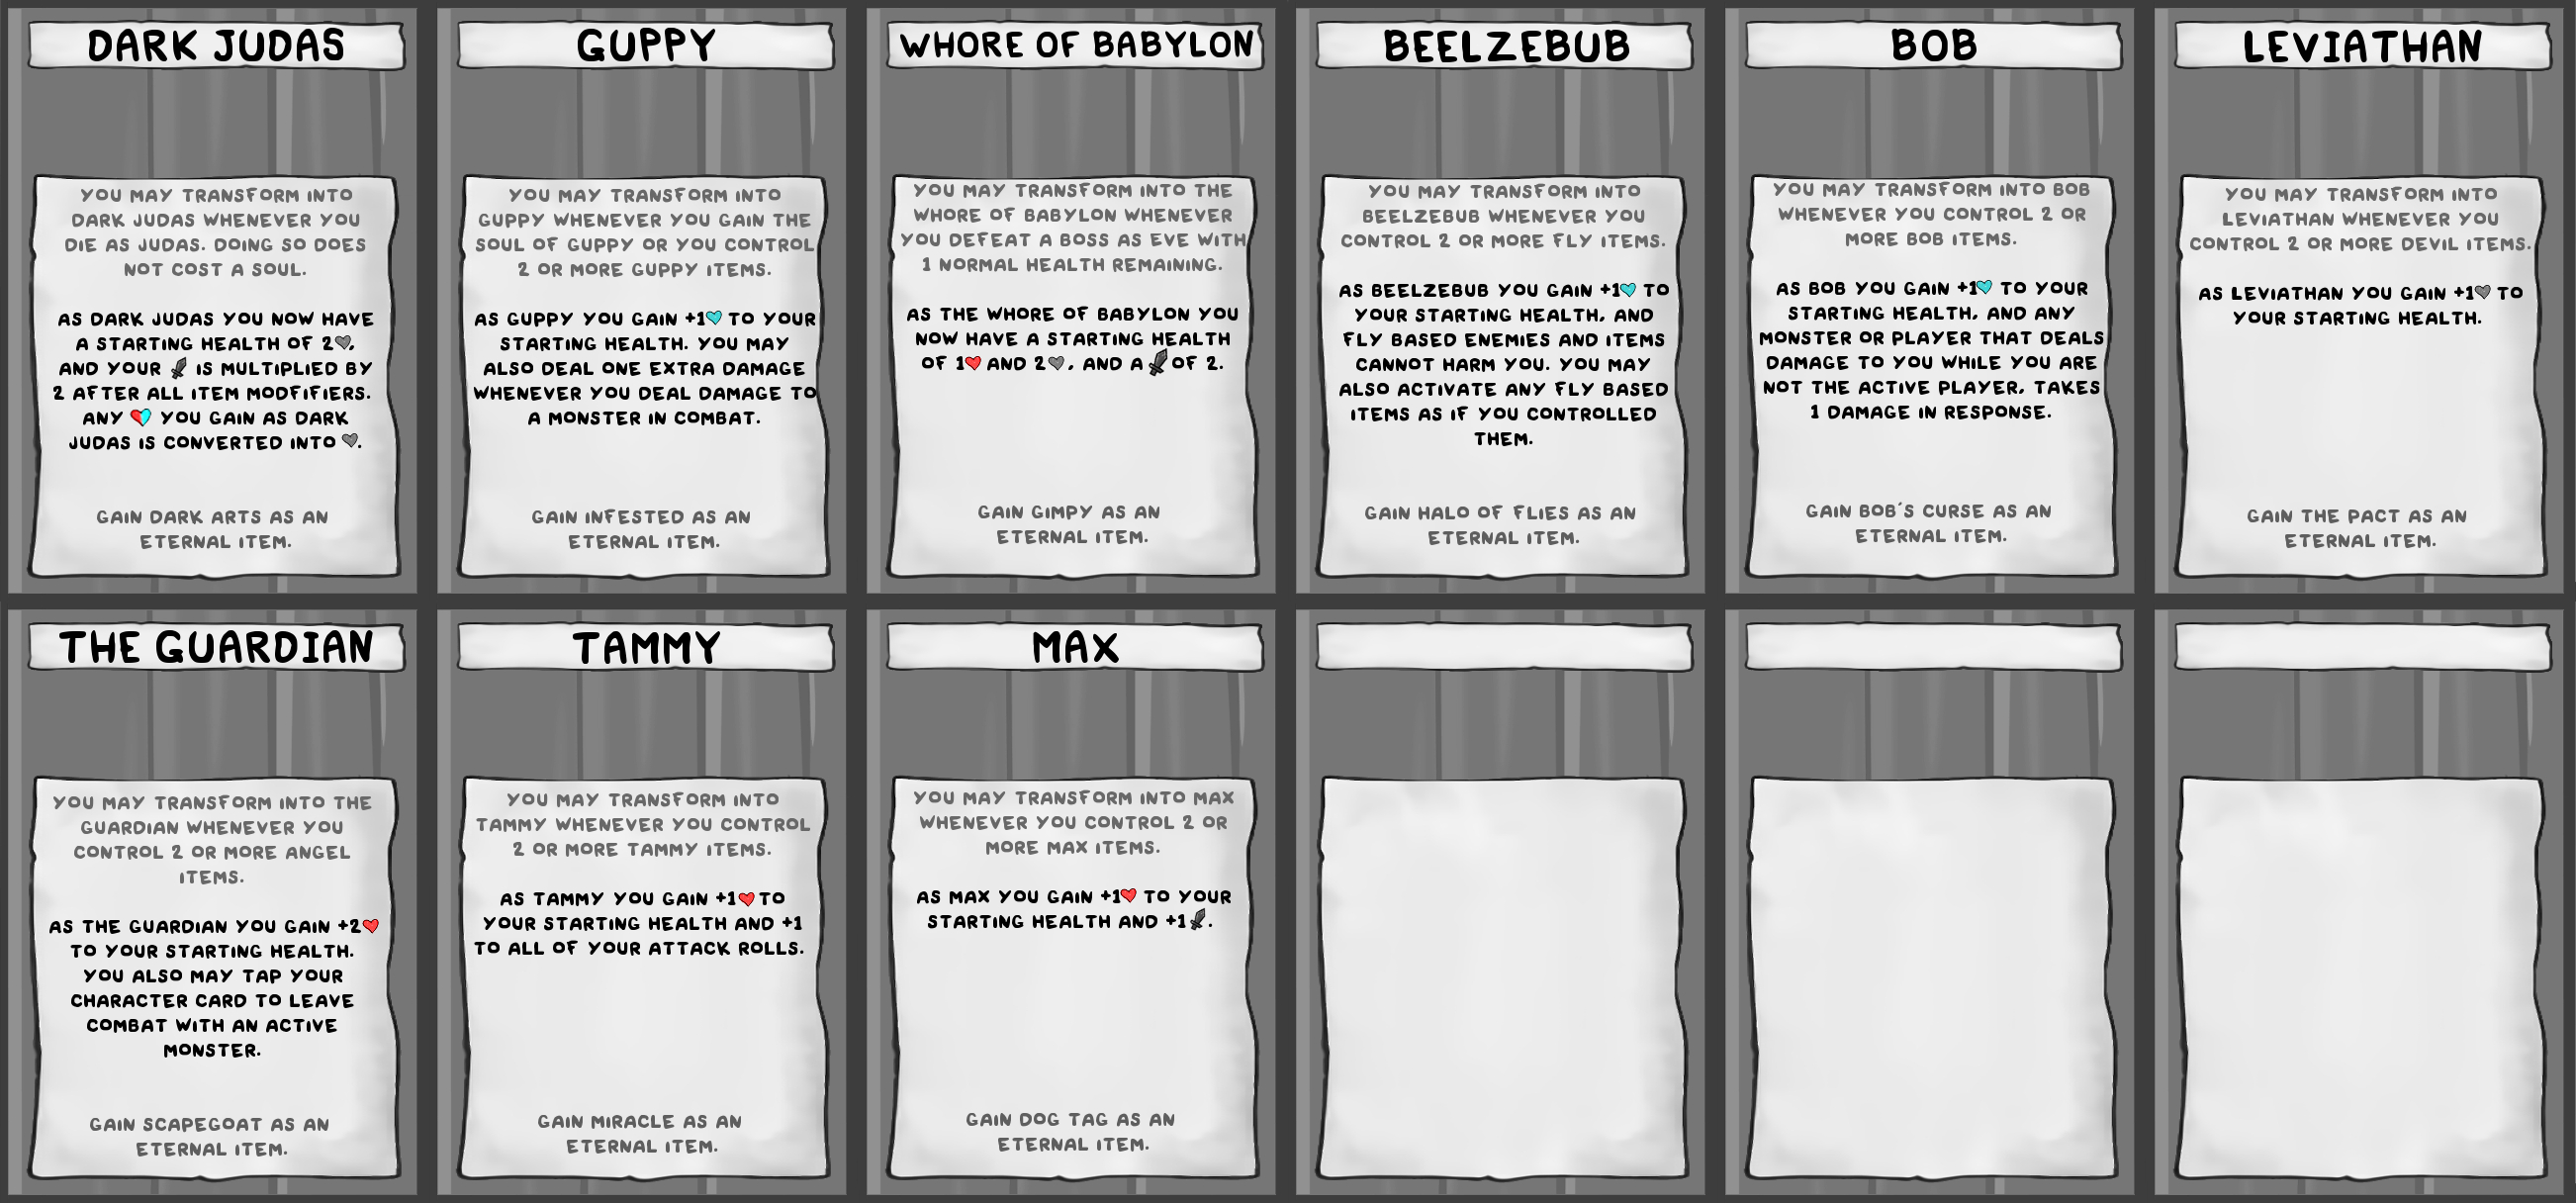 DARK JUDAS
YOU MAY TRANSFORM INTO
DARK JUDAS WHENEVER YOU
DIE AS JUDAS. DOING SO DOES
NOT COST A SOUL.
AS DARK JUDAS YOU NOW HAVE
A STARTING HEALTH OF 2🩶,
AND YOUR 🗡 IS MULTIPLIED BY
2 AFTER ALL ITEM MODFIFIERS.
ANY ❤ YOU GAIN AS DARK
JUDAS IS CONVERTED INTO 🩶.
GAIN DARK ARTS AS AN
ETERNAL ITEM.
GUPPY
YOU MAY TRANSFORM INTO
GUPPY WHENEVER YOU GAIN THE
SOUL OF GUPPY OR YOU CONTROL
2 OR MORE GUPPY ITEMS.
AS GUPPY YOU GAIN +1🩵 TO YOUR
STARTING HEALTH. YOU MAY
ALSO DEAL ONE EXTRA DAMAGE
WHENEVER YOU DEAL DAMAGE TO
A MONSTER IN COMBAT.
GAIN INFESTED AS AN
ETERNAL ITEM.
WHORE OF BABYLON
YOU MAY TRANSFORM INTO THE
WHORE OF BABYLON WHENEVER
YOU DEFEAT A BOSS AS EVE WITH
1 NORMAL HEALTH REMAINING.
AS THE WHORE OF BABYLON YOU
NOW HAVE A STARTING HEALTH
OF 1❤ AND 2🩶, AND A 🗡 OF 2.
GAIN GIMPY AS AN
ETERNAL ITEM.
BEELZEBUB
YOU MAY TRANSFORM INTO
BEELZEBUB WHENEVER YOU
CONTROL 2 OR MORE FLY ITEMS.
AS BEELZEBUB YOU GAIN +1🩵 TO
YOUR STARTING HEALTH, AND
FLY BASED ENEMIES AND ITEMS
CANNOT HARM YOU. YOU MAY
ALSO ACTIVATE ANY FLY BASED
ITEMS AS IF YOU CONTROLLED
THEM.
GAIN HALO OF FLIES AS AN
ETERNAL ITEM.
BOB
YOU MAY TRANSFORM INTO BOB
WHENEVER YOU CONTROL 2 OR
MORE BOB ITEMS.
AS BOB YOU GAIN +1🩵 TO YOUR
STARTING HEALTH, AND ANY
MONSTER OR PLAYER THAT DEALS
DAMAGE TO YOU WHILE YOU ARE
NOT THE ACTIVE PLAYER, TAKES
1 DAMAGE IN RESPONSE.
GAIN BOB'S CURSE AS AN
ETERNAL ITEM.
LEVIATHAN
YOU MAY TRANSFORM INTO
LEVIATHAN WHENEVER YOU
CONTROL 2 OR MORE DEVIL ITEMS.
AS LEVIATHAN YOU GAIN +1🩶 TO
YOUR STARTING HEALTH.
GAIN THE PACT AS AN
ETERNAL ITEM.
THE GUARDIAN
YOU MAY TRANSFORM INTO THE
GUARDIAN WHENEVER YOU
CONTROL 2 OR MORE ANGEL
ITEMS.
AS THE GUARDIAN YOU GAIN +2❤
TO YOUR STARTING HEALTH.
YOU ALSO MAY TAP YOUR
CHARACTER CARD TO LEAVE
COMBAT WITH AN ACTIVE
MONSTER.
GAIN SCAPEGOAT AS AN
ETERNAL ITEM.
TAMMY
YOU MAY TRANSFORM INTO
TAMMY WHENEVER YOU CONTROL
2 OR MORE TAMMY ITEMS.
AS TAMMY YOU GAIN +1❤ TO
YOUR STARTING HEALTH AND +1
TO ALL OF YOUR ATTACK ROLLS.
GAIN MIRACLE AS AN
ETERNAL ITEM.
MAX
YOU MAY TRANSFORM INTO MAX
WHENEVER YOU CONTROL 2 OR
MORE MAX ITEMS.
AS MAX YOU GAIN +1❤ TO YOUR
STARTING HEALTH AND +1🗡.
GAIN DOG TAG AS AN
ETERNAL ITEM.